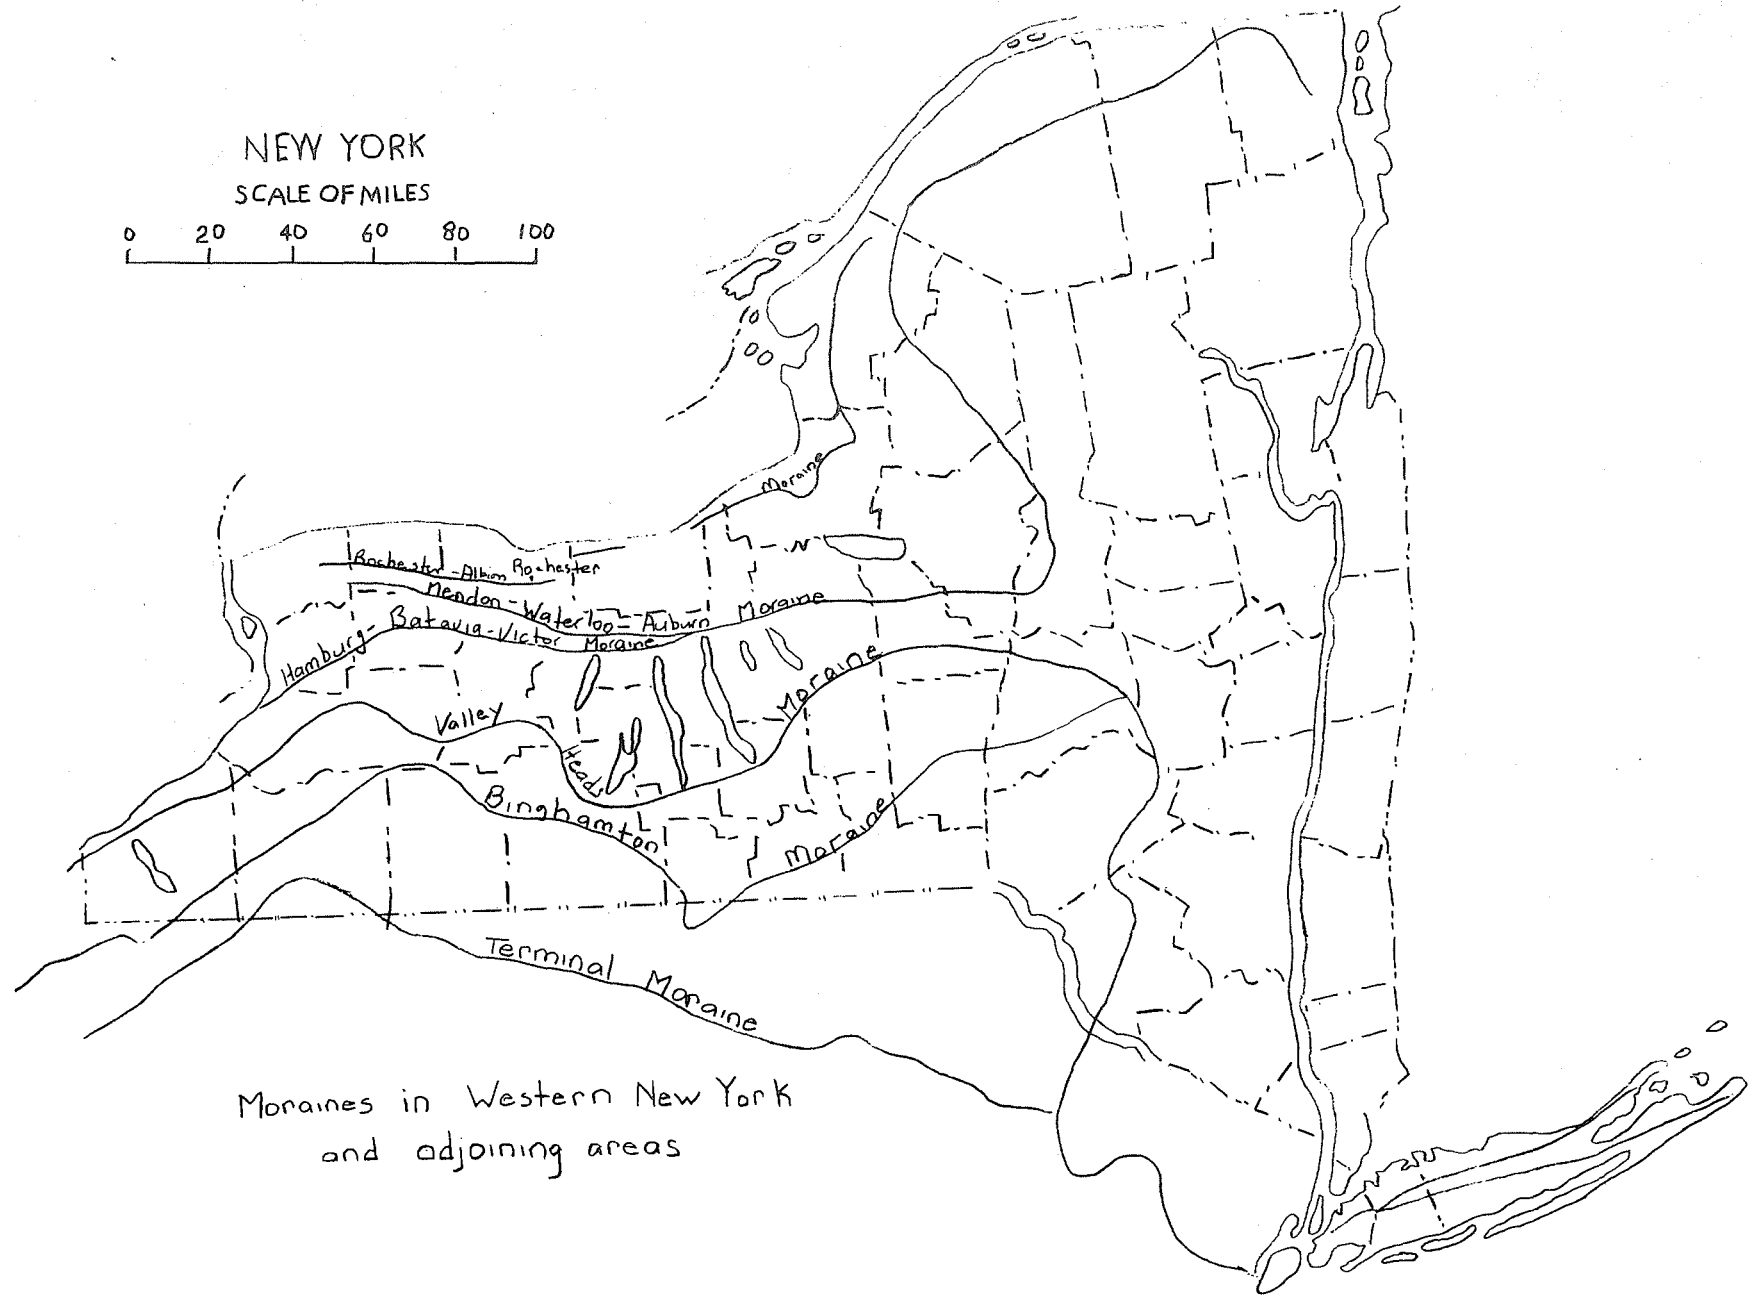 NEW YORK
SCALE OF MILES
0 20 40 60 80 100
Moraine
Rochester-Albion Rochester
Mendon-Waterloo-Auburn Moraine
Hamburg-Batavia-Victor Moraine
Valley Heads Moraine
Binghamton Moraine
Terminal Moraine
Moraines in Western New York
and adjoining areas